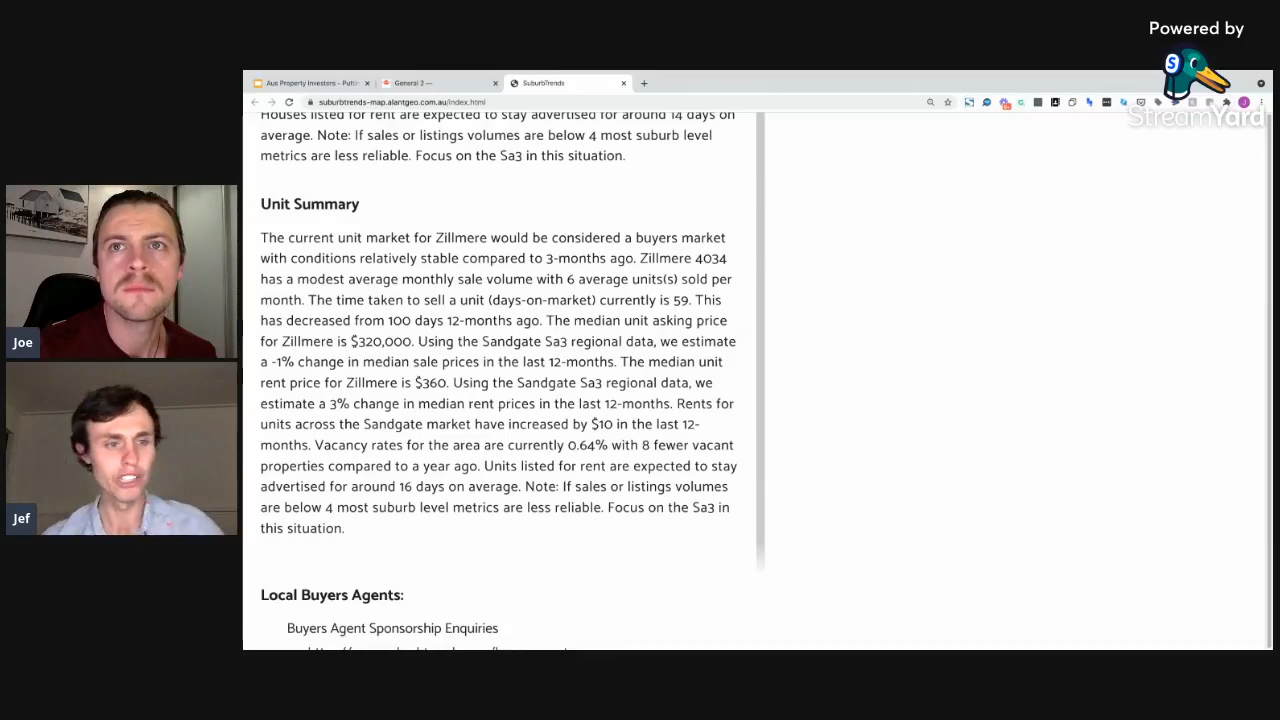 Powered by
StreamYard
Aus Property Investers - Puttin
General 2 —
SuburbTrends
suburbtrends-map.alantgeo.com.au/index.html
Houses listed for rent are expected to stay advertised for around 14 days on
average. Note: If sales or listings volumes are below 4 most suburb level
metrics are less reliable. Focus on the Sa3 in this situation.
Unit Summary
The current unit market for Zillmere would be considered a buyers market
with conditions relatively stable compared to 3-months ago. Zillmere 4034
has a modest average monthly sale volume with 6 average units(s) sold per
month. The time taken to sell a unit (days-on-market) currently is 59. This
has decreased from 100 days 12-months ago. The median unit asking price
for Zillmere is $320,000. Using the Sandgate Sa3 regional data, we estimate
a -1% change in median sale prices in the last 12-months. The median unit
rent price for Zillmere is $360. Using the Sandgate Sa3 regional data, we
estimate a 3% change in median rent prices in the last 12-months. Rents for
units across the Sandgate market have increased by $10 in the last 12-
months. Vacancy rates for the area are currently 0.64% with 8 fewer vacant
properties compared to a year ago. Units listed for rent are expected to stay
advertised for around 16 days on average. Note: If sales or listings volumes
are below 4 most suburb level metrics are less reliable. Focus on the Sa3 in
this situation.
Local Buyers Agents:
Buyers Agent Sponsorship Enquiries
Joe
Jef